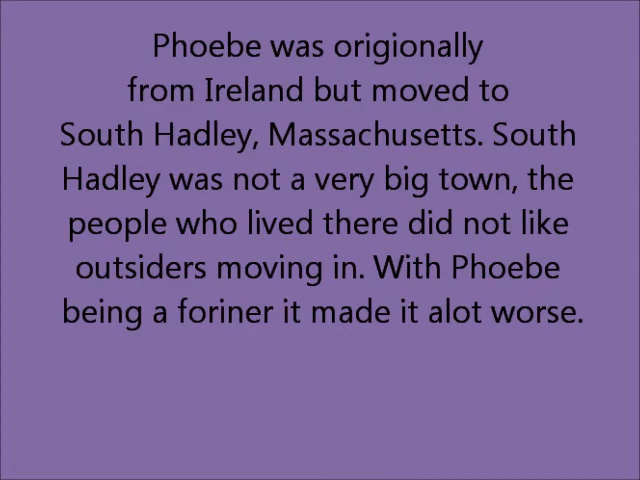 Phoebe was origionally
from Ireland but moved to
South Hadley, Massachusetts. South
Hadley was not a very big town, the
people who lived there did not like
outsiders moving in. With Phoebe
being a foriner it made it alot worse.